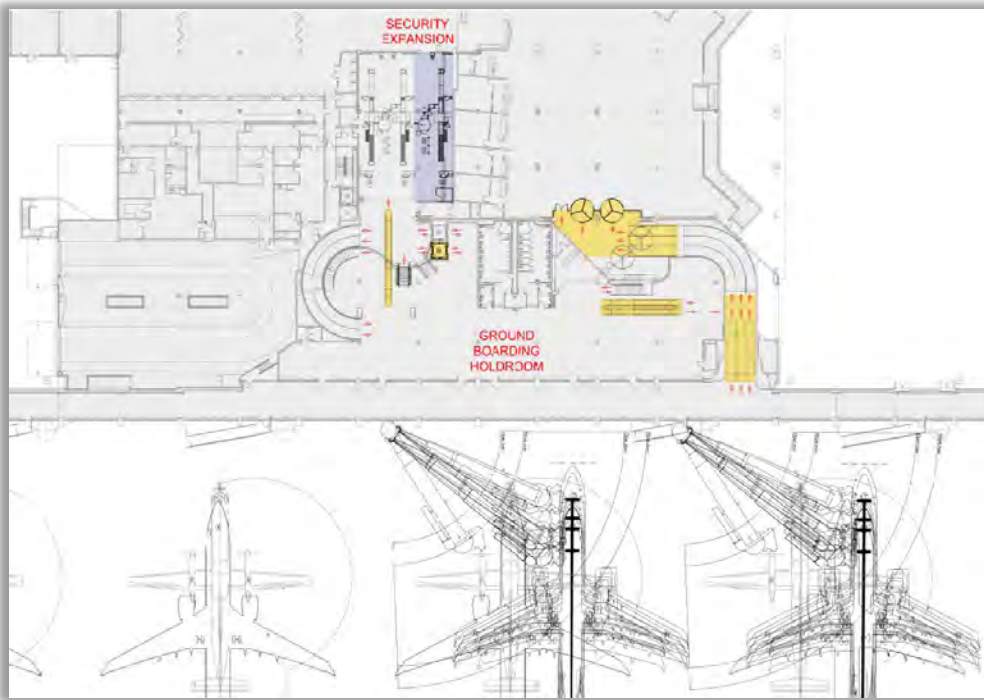 SECURITY
EXPANSION
GROUND
BOARDING
HOLDROOM